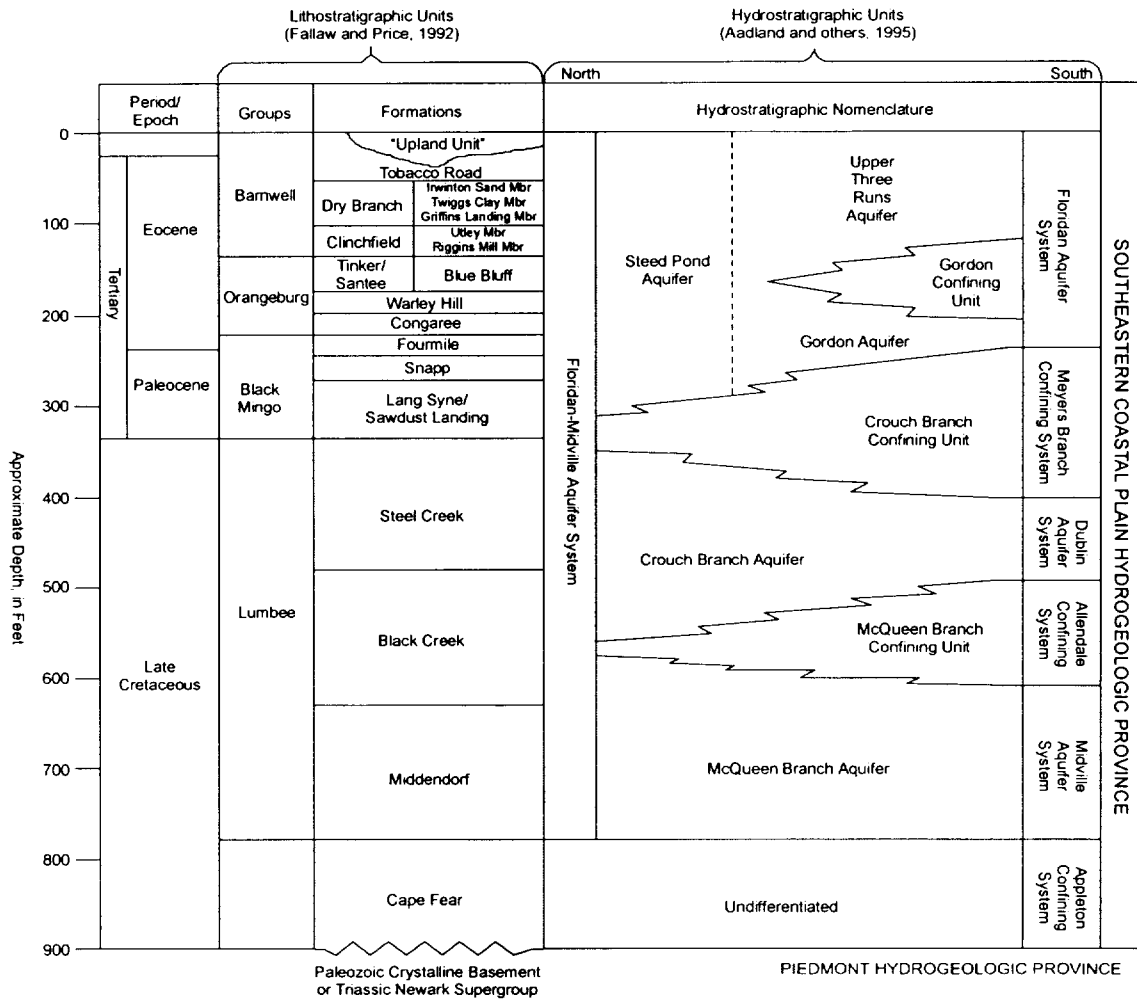 Lithostratigraphic Units
(Fallaw and Price, 1992)
Hydrostratigraphic Units
(Aadland and others, 1995)
North
South
Period/
Epoch
Groups
Formations
Hydrostratigraphic Nomenclature
Approximate Depth, in Feet
0
100
200
300
400
500
600
700
800
900
Tertiary
Eocene
Paleocene
Late
Cretaceous
Barnwell
Orangeburg
Black
Mingo
Lumbee
"Upland Unit"
Tobacco Road
Dry Branch
Irwinton Sand Mbr
Twiggs Clay Mbr
Griffins Landing Mbr
Clinchfield
Utley Mbr
Riggins Mill Mbr
Tinker/
Santee
Blue Bluff
Warley Hill
Congaree
Fourmile
Snapp
Lang Syne/
Sawdust Landing
Steel Creek
Black Creek
Middendorf
Cape Fear
Paleozoic Crystalline Basement
or Triassic Newark Supergroup
Floridan-Midville Aquifer System
Steed Pond
Aquifer
Upper
Three
Runs
Aquifer
Gordon
Confining
Unit
Gordon Aquifer
Crouch Branch
Confining Unit
Crouch Branch Aquifer
McQueen Branch
Confining Unit
McQueen Branch Aquifer
Undifferentiated
Floridan Aquifer
System
Meyers Branch
Confining System
Dublin
Aquifer
System
Allendale
Confining
System
Midville
Aquifer
System
Appleton
Confining
System
SOUTHEASTERN COASTAL PLAIN HYDROGEOLOGIC PROVINCE
PIEDMONT HYDROGEOLOGIC PROVINCE